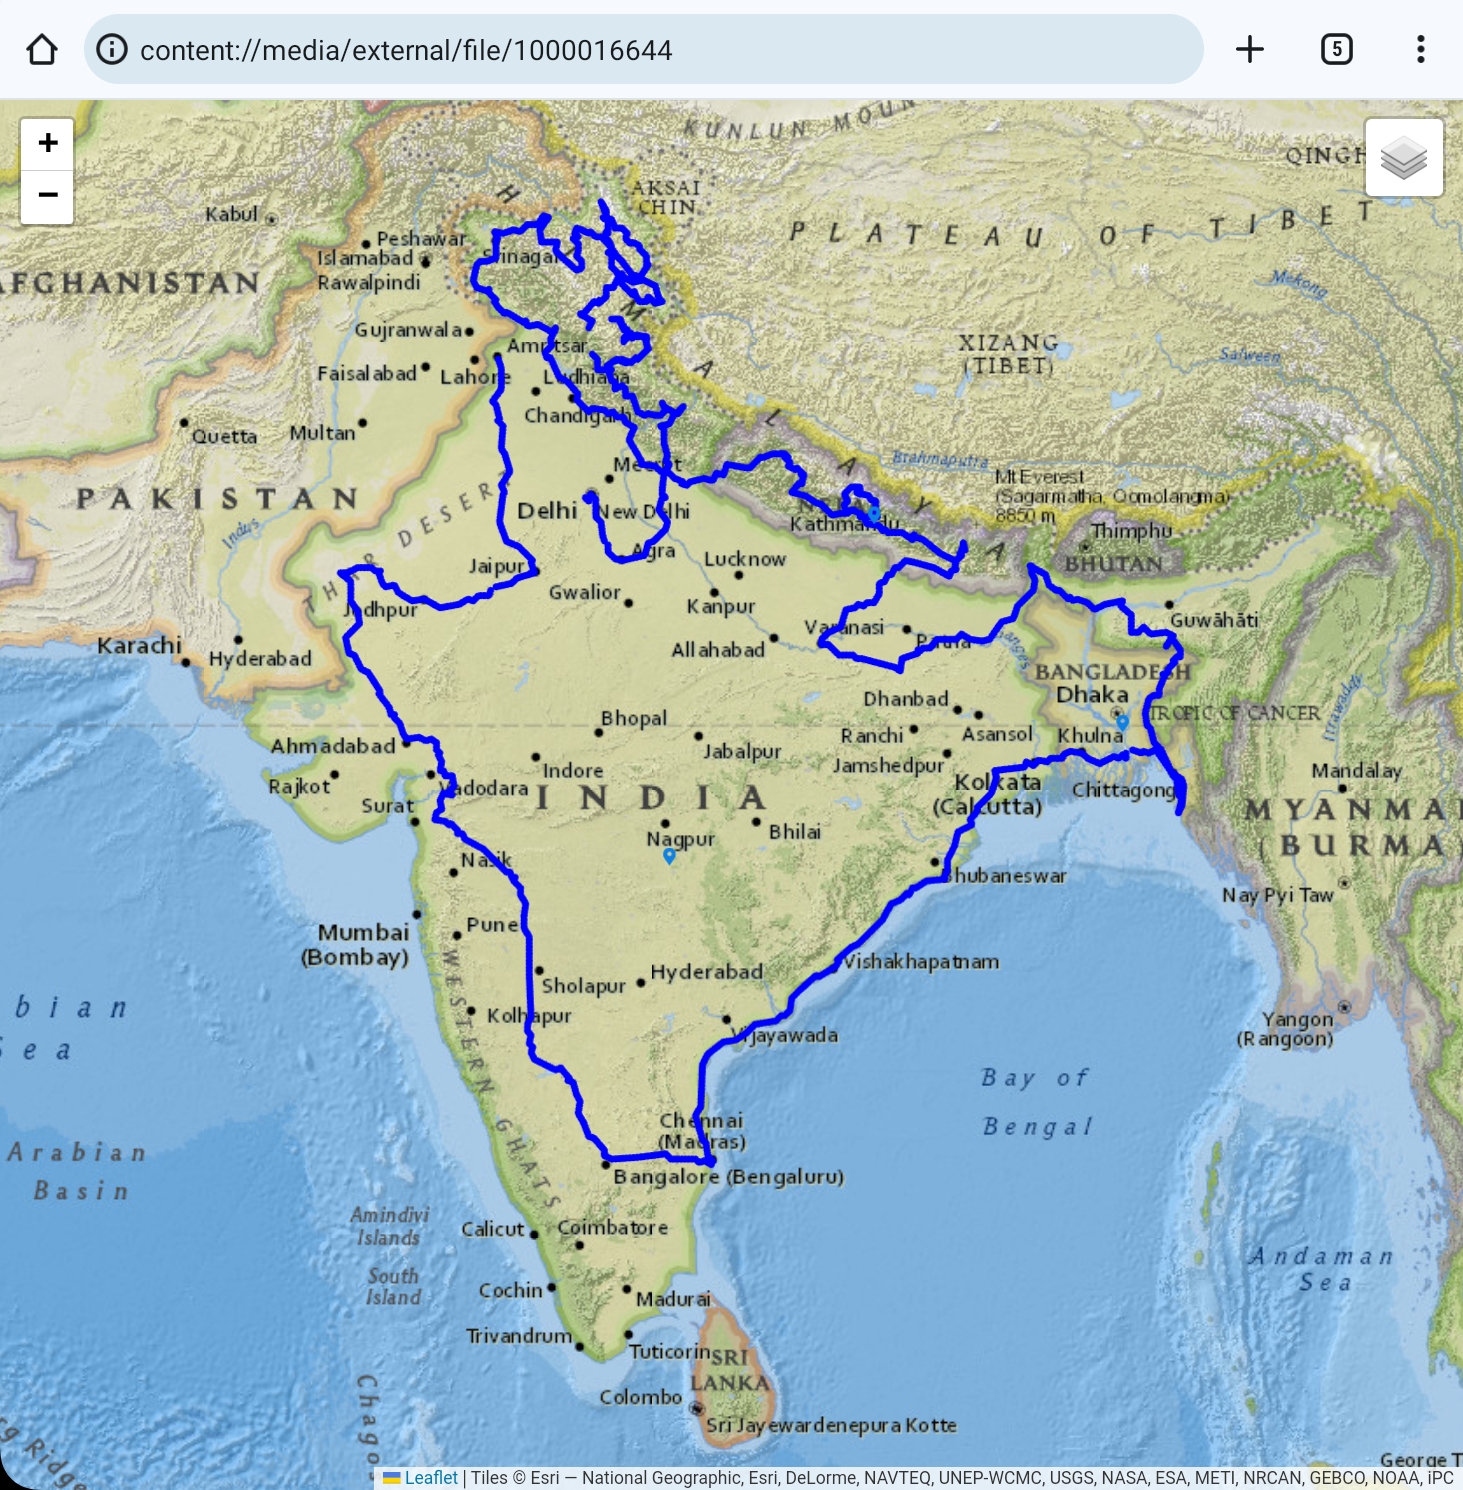 content://media/external/file/1000016644
5
+
−
KUNLUN MOUN
QINGH
AKSAI
CHIN
PLATEAU OF TIBET
Kabul
Peshawar
Islamabad
Rawalpindi
Srinagar
AFGHANISTAN
HIMALAYA
Mekong
Gujranwala
Amritsar
XIZANG
(TIBET)
Salween
Faisalabad
Lahore
Ludhiana
Chandigarh
Quetta
Multan
Brahmaputra
Meerut
Mt Everest
(Sagarmatha, Qomolangma)
8850 m
PAKISTAN
Delhi
New Delhi
Kathmandu
Thimphu
Indus
THAR DESERT
BHUTAN
Agra
Lucknow
Jaipur
Gwalior
Kanpur
Jodhpur
Guwāhāti
Varanasi
Patna
Ganges
Karachi
Hyderabad
Allahabad
BANGLADESH
Dhaka
Dhanbad
TROPIC OF CANCER
Irrawaddy
Bhopal
Ahmadabad
Jabalpur
Ranchi
Asansol
Khulna
Jamshedpur
Indore
Mandalay
Rajkot
Vadodara
INDIA
Kolkata
(Calcutta)
Chittagong
Surat
MYANMAR
(BURMA)
Nagpur
Bhilai
Nasik
Bhubaneswar
Nay Pyi Taw
Mumbai
(Bombay)
Pune
Vishakhapatnam
Hyderabad
Sholapur
WESTERN GHATS
bian
Sea
Kolhapur
Vijayawada
Yangon
(Rangoon)
Bay of
Bengal
Chennai
(Madras)
Arabian
Basin
Bangalore (Bengaluru)
Amindivi
Islands
Calicut
Coimbatore
Andaman
Sea
South
Island
Cochin
Madurai
Trivandrum
Tuticorin
SRI
LANKA
Chagos
Colombo
Sri Jayewardenepura Kotte
g Ridge
George T
Leaflet | Tiles © Esri — National Geographic, Esri, DeLorme, NAVTEQ, UNEP-WCMC, USGS, NASA, ESA, METI, NRCAN, GEBCO, NOAA, iPC